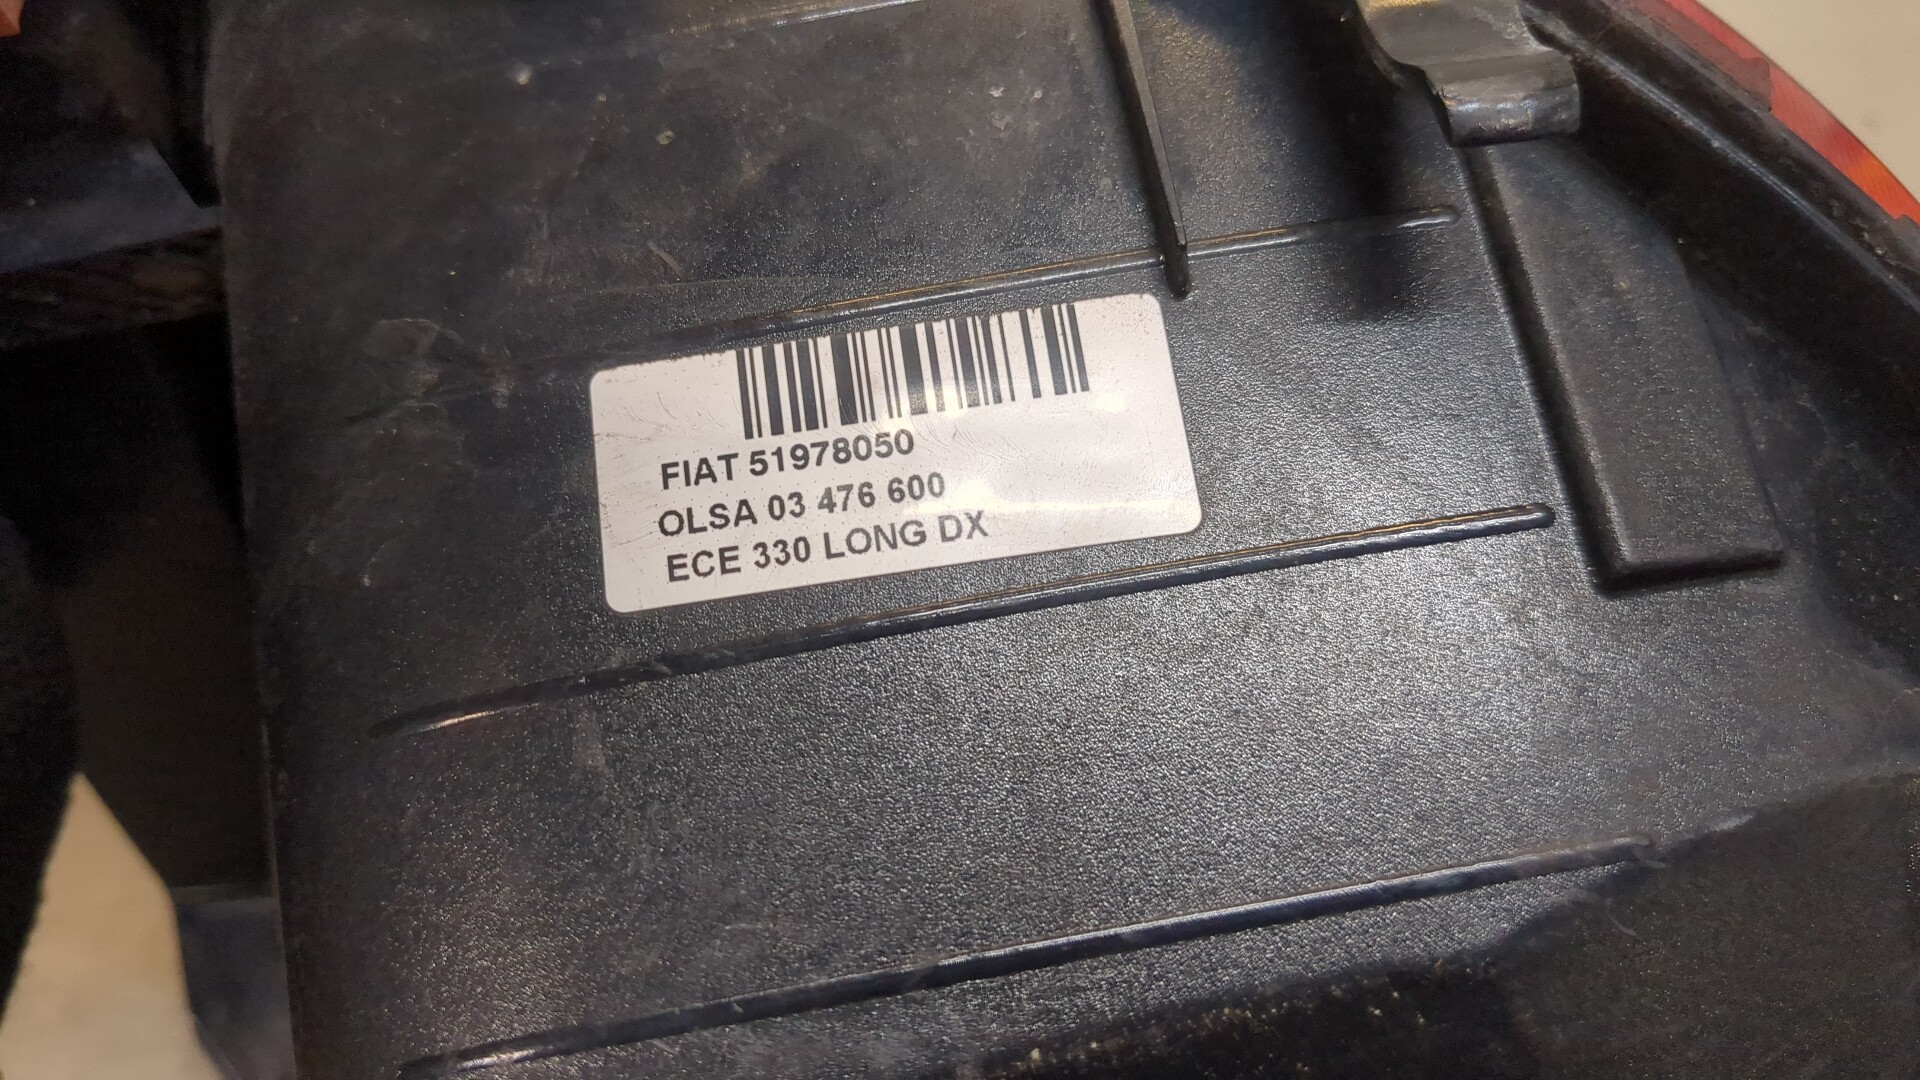 FIAT 51978050
OLSA 03 476 600
ECE 330 LONG DX